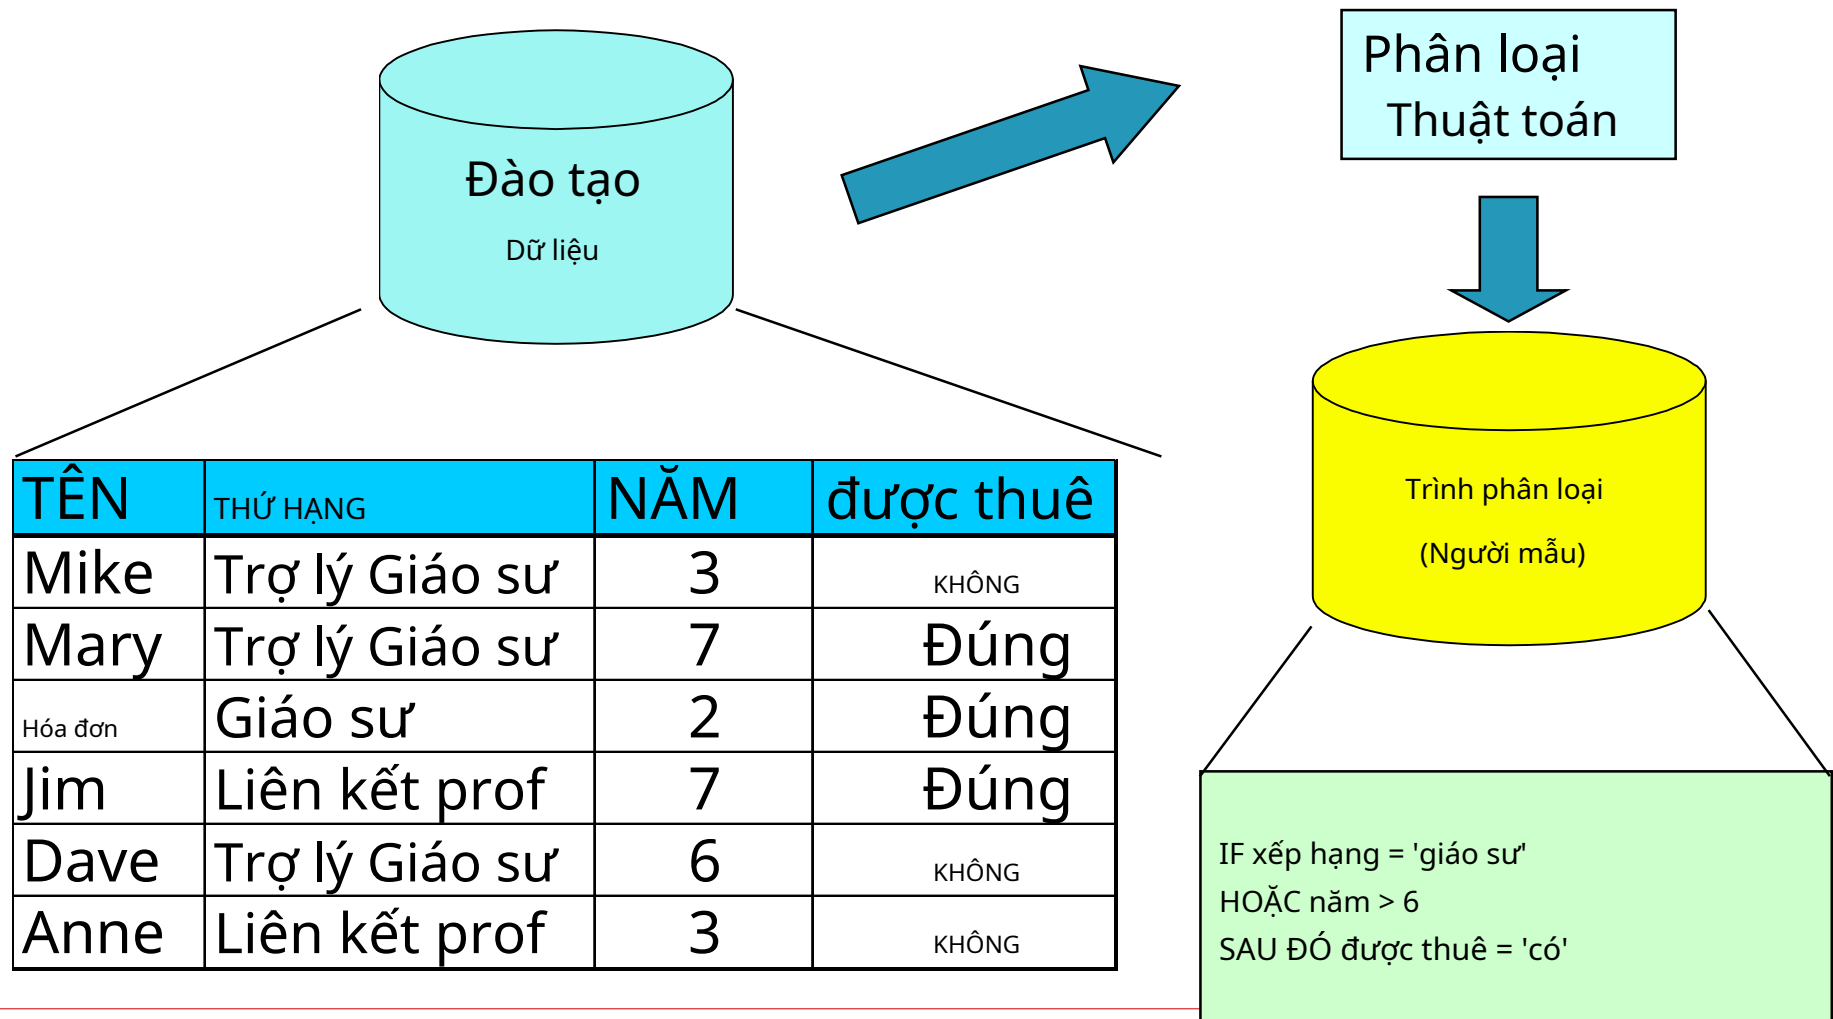 Phân loại
Thuật toán
Đào tạo
Dữ liệu
TÊN THỨ HẠNG NĂM được thuê
Mike Trợ lý Giáo sư 3 KHÔNG
Mary Trợ lý Giáo sư 7 Đúng
Hóa đơn Giáo sư 2 Đúng
Jim Liên kết prof 7 Đúng
Dave Trợ lý Giáo sư 6 KHÔNG
Anne Liên kết prof 3 KHÔNG
Trình phân loại
(Người mẫu)
IF xếp hạng = 'giáo sư'
HOẶC năm > 6
SAU ĐÓ được thuê = 'có'